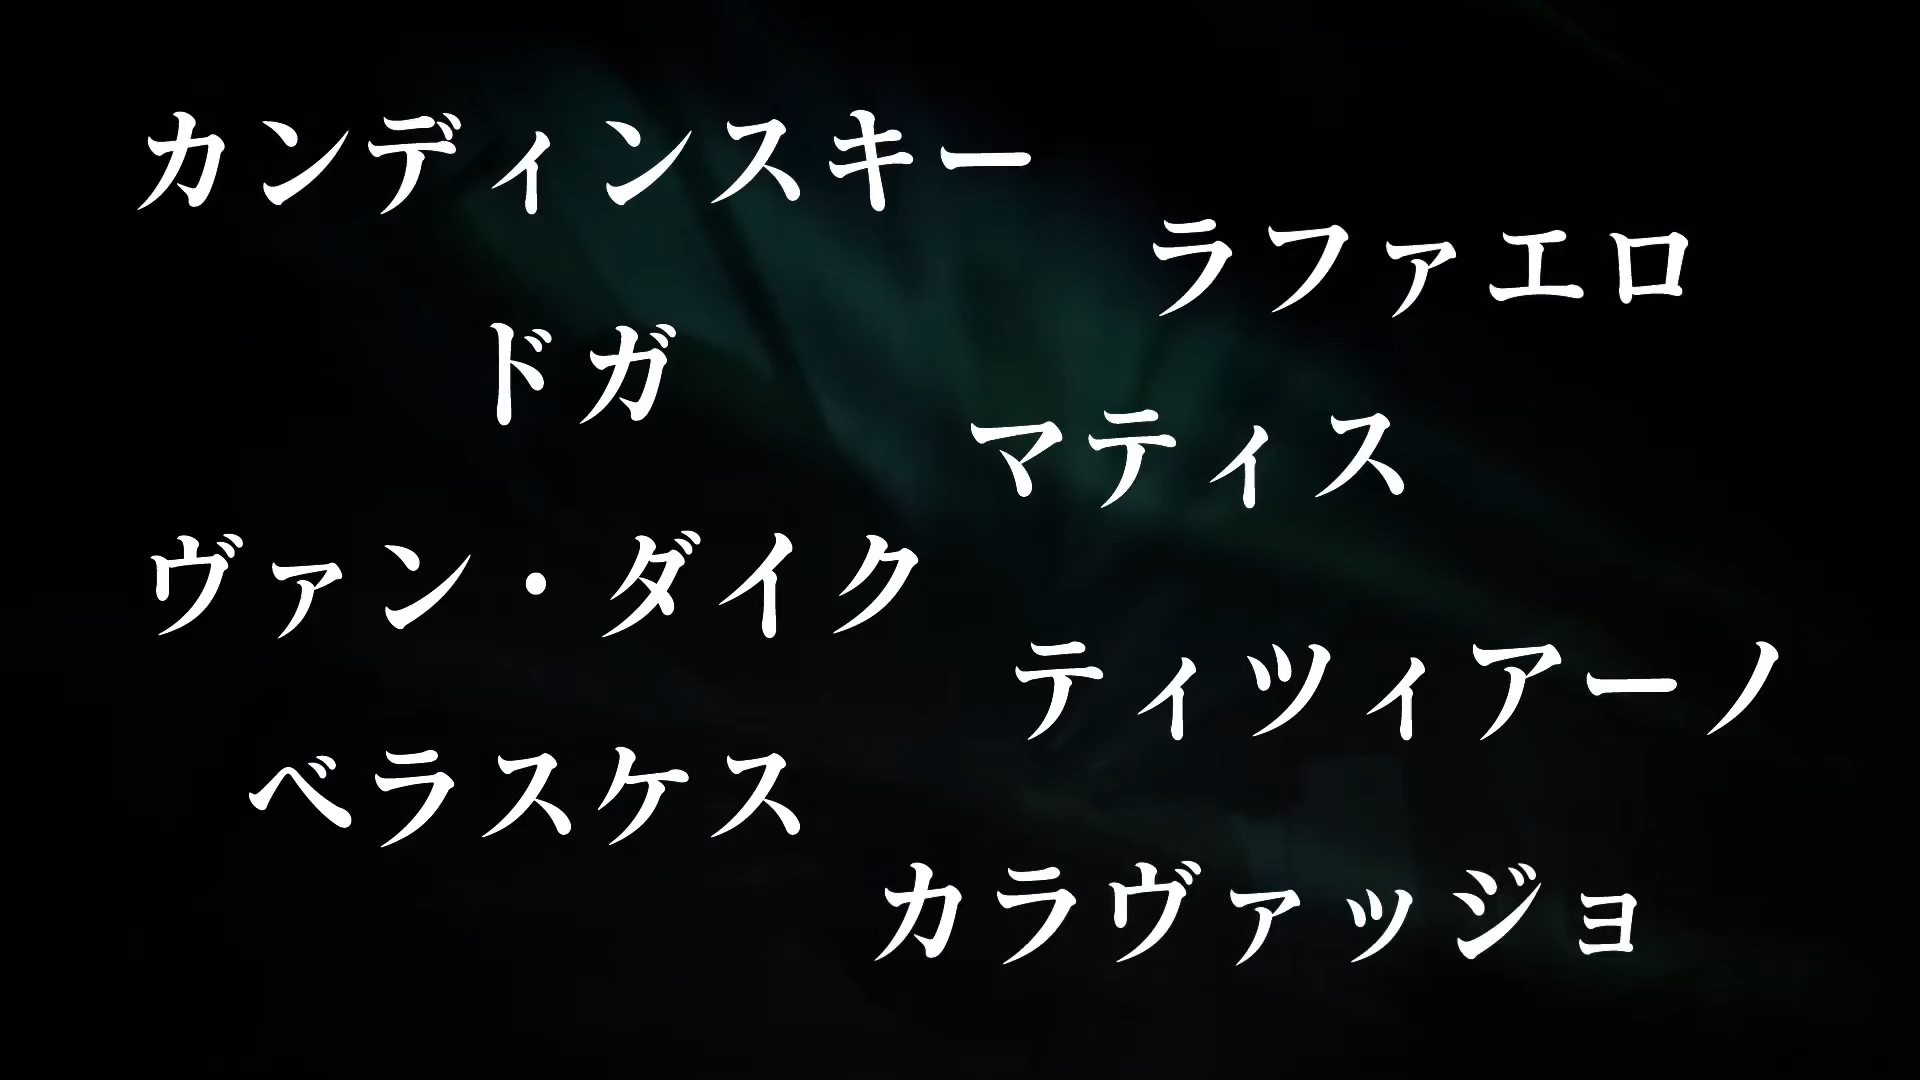 カンディンスキー
ラファエロ
ドガ
マティス
ヴァン・ダイク
ティツィアーノ
ベラスケス
カラヴァッジョ